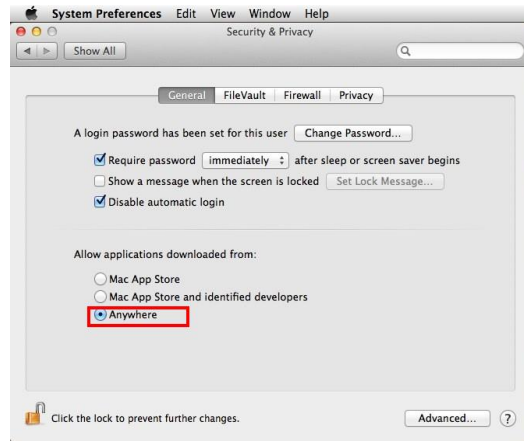 System Preferences Edit View Window Help
Security & Privacy
Show All
General FileVault Firewall Privacy
A login password has been set for this user Change Password...
Require password immediately after sleep or screen saver begins
Show a message when the screen is locked Set Lock Message...
Disable automatic login
Allow applications downloaded from:
Mac App Store
Mac App Store and identified developers
Anywhere
Click the lock to prevent further changes. Advanced... ?